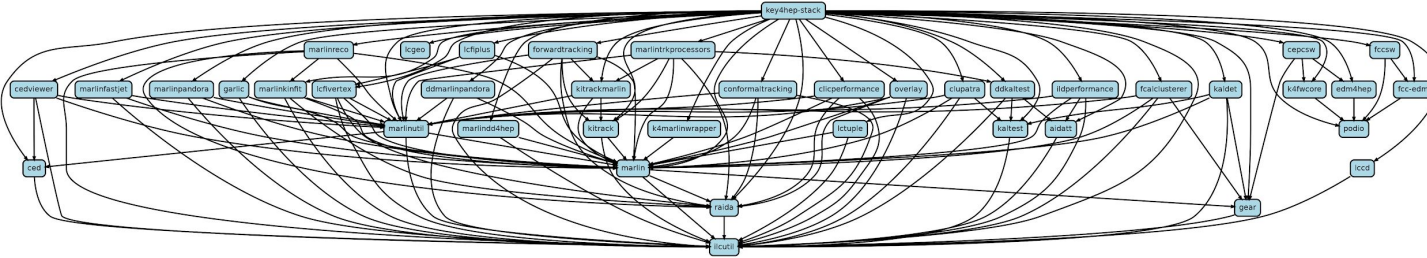 key4hep-stack
marlinreco
lcgeo
lcfiplus
forwardtracking
marlintrkprocessors
cepcsw
fccsw
cedviewer
marlinfastjet
marlinpandora
garlic
marlinkinfit
lcfivertex
ddmarlinpandora
kitrackmarlin
conformaltracking
clicperformance
overlay
clupatra
ddkaltest
ildperformance
fcalclusterer
kaldet
k4fwcore
edm4hep
fcc-edm
marlinutil
marlindd4hep
kitrack
k4marlinwrapper
lctuple
kaltest
aidatt
podio
ced
marlin
lccd
raida
gear
ilcutil